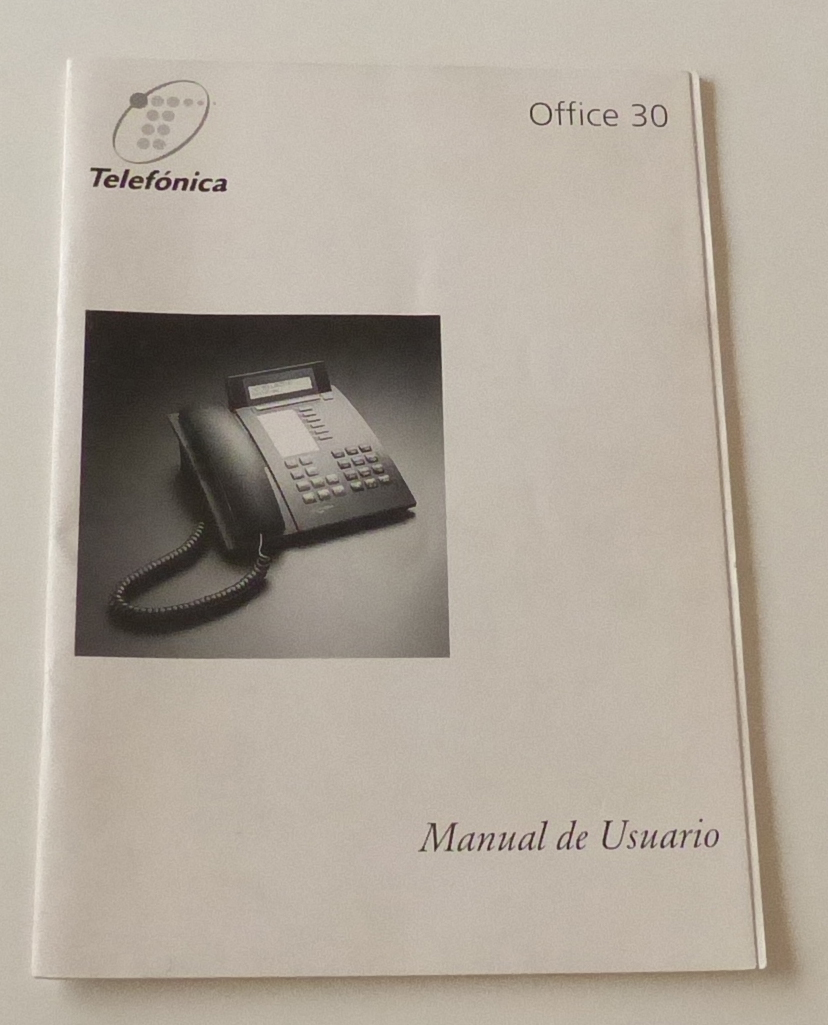 Telefónica
Office 30
Manual de Usuario